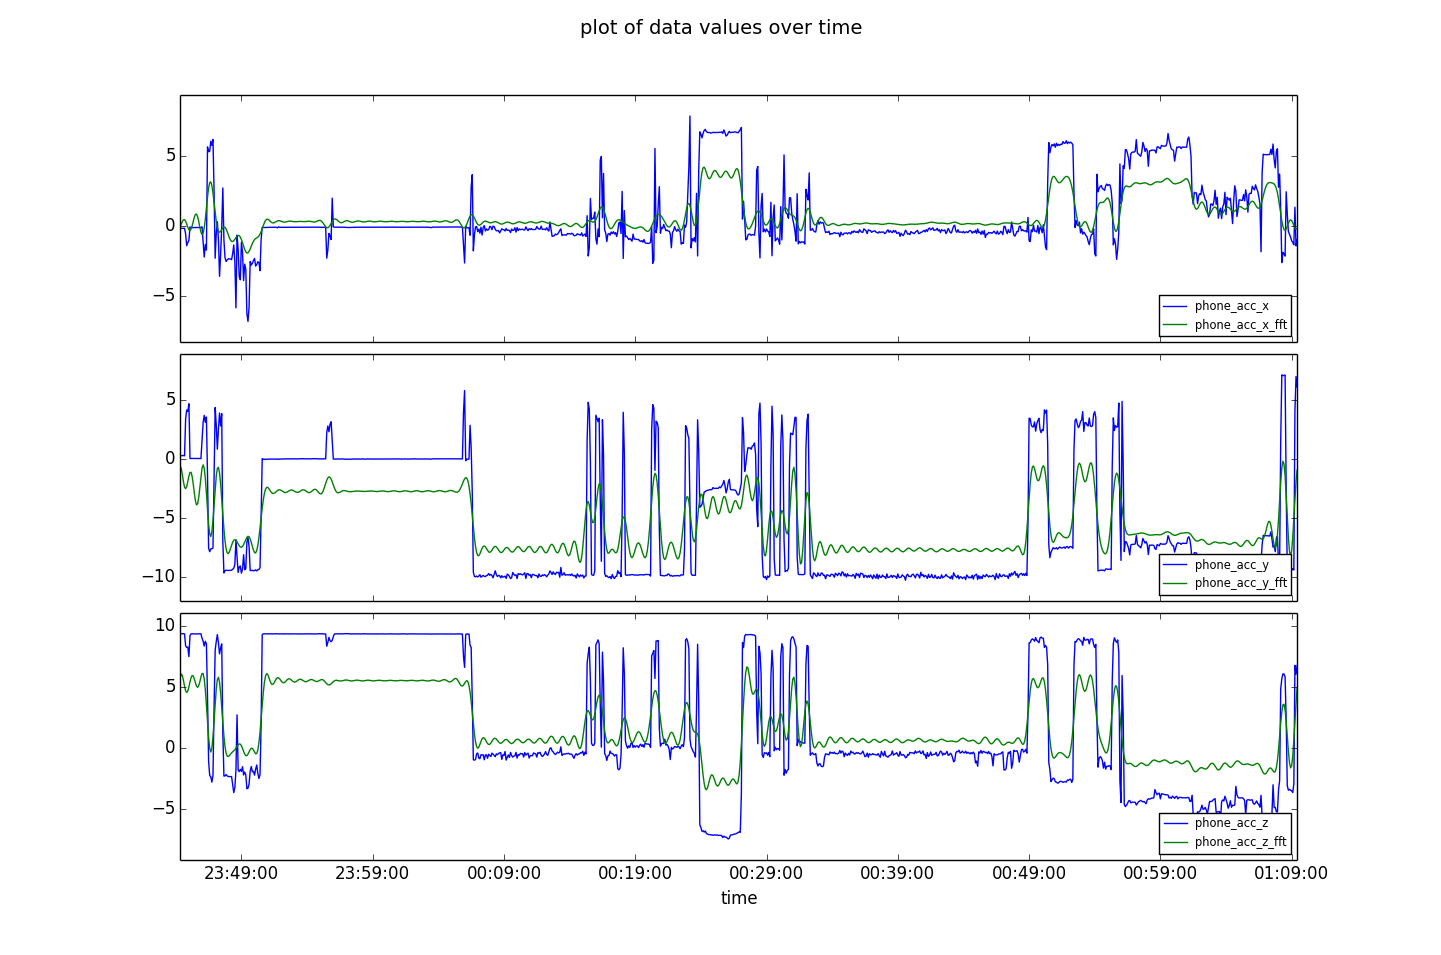 plot of data values over time
5
0
−5
phone_acc_x
phone_acc_x_fft
5
0
−5
−10
phone_acc_y
phone_acc_y_fft
10
5
0
−5
phone_acc_z
phone_acc_z_fft
23:49:00 23:59:00 00:09:00 00:19:00 00:29:00 00:39:00 00:49:00 00:59:00 01:09:00
time